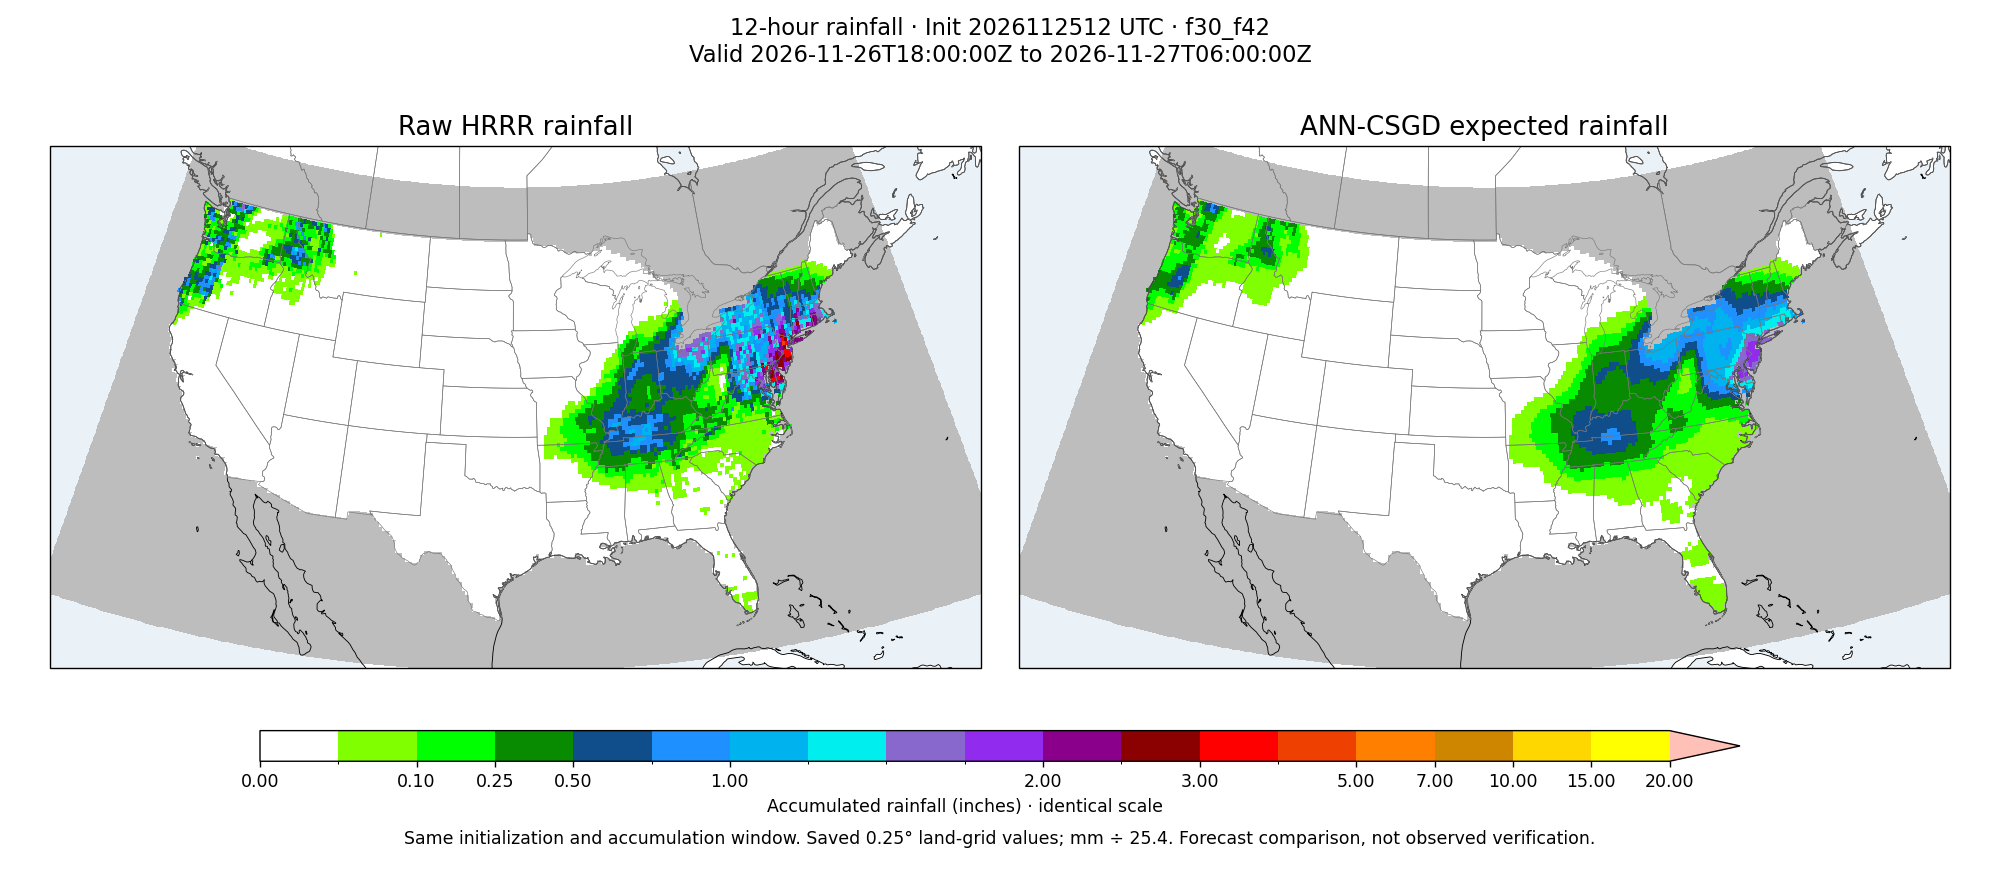 12-hour rainfall · Init 2026112512 UTC · f30_f42
Valid 2026-11-26T18:00:00Z to 2026-11-27T06:00:00Z
Raw HRRR rainfall
ANN-CSGD expected rainfall
0.00 0.10 0.25 0.50 1.00 2.00 3.00 5.00 7.00 10.00 15.00 20.00
Accumulated rainfall (inches) · identical scale
Same initialization and accumulation window. Saved 0.25° land-grid values; mm ÷ 25.4. Forecast comparison, not observed verification.